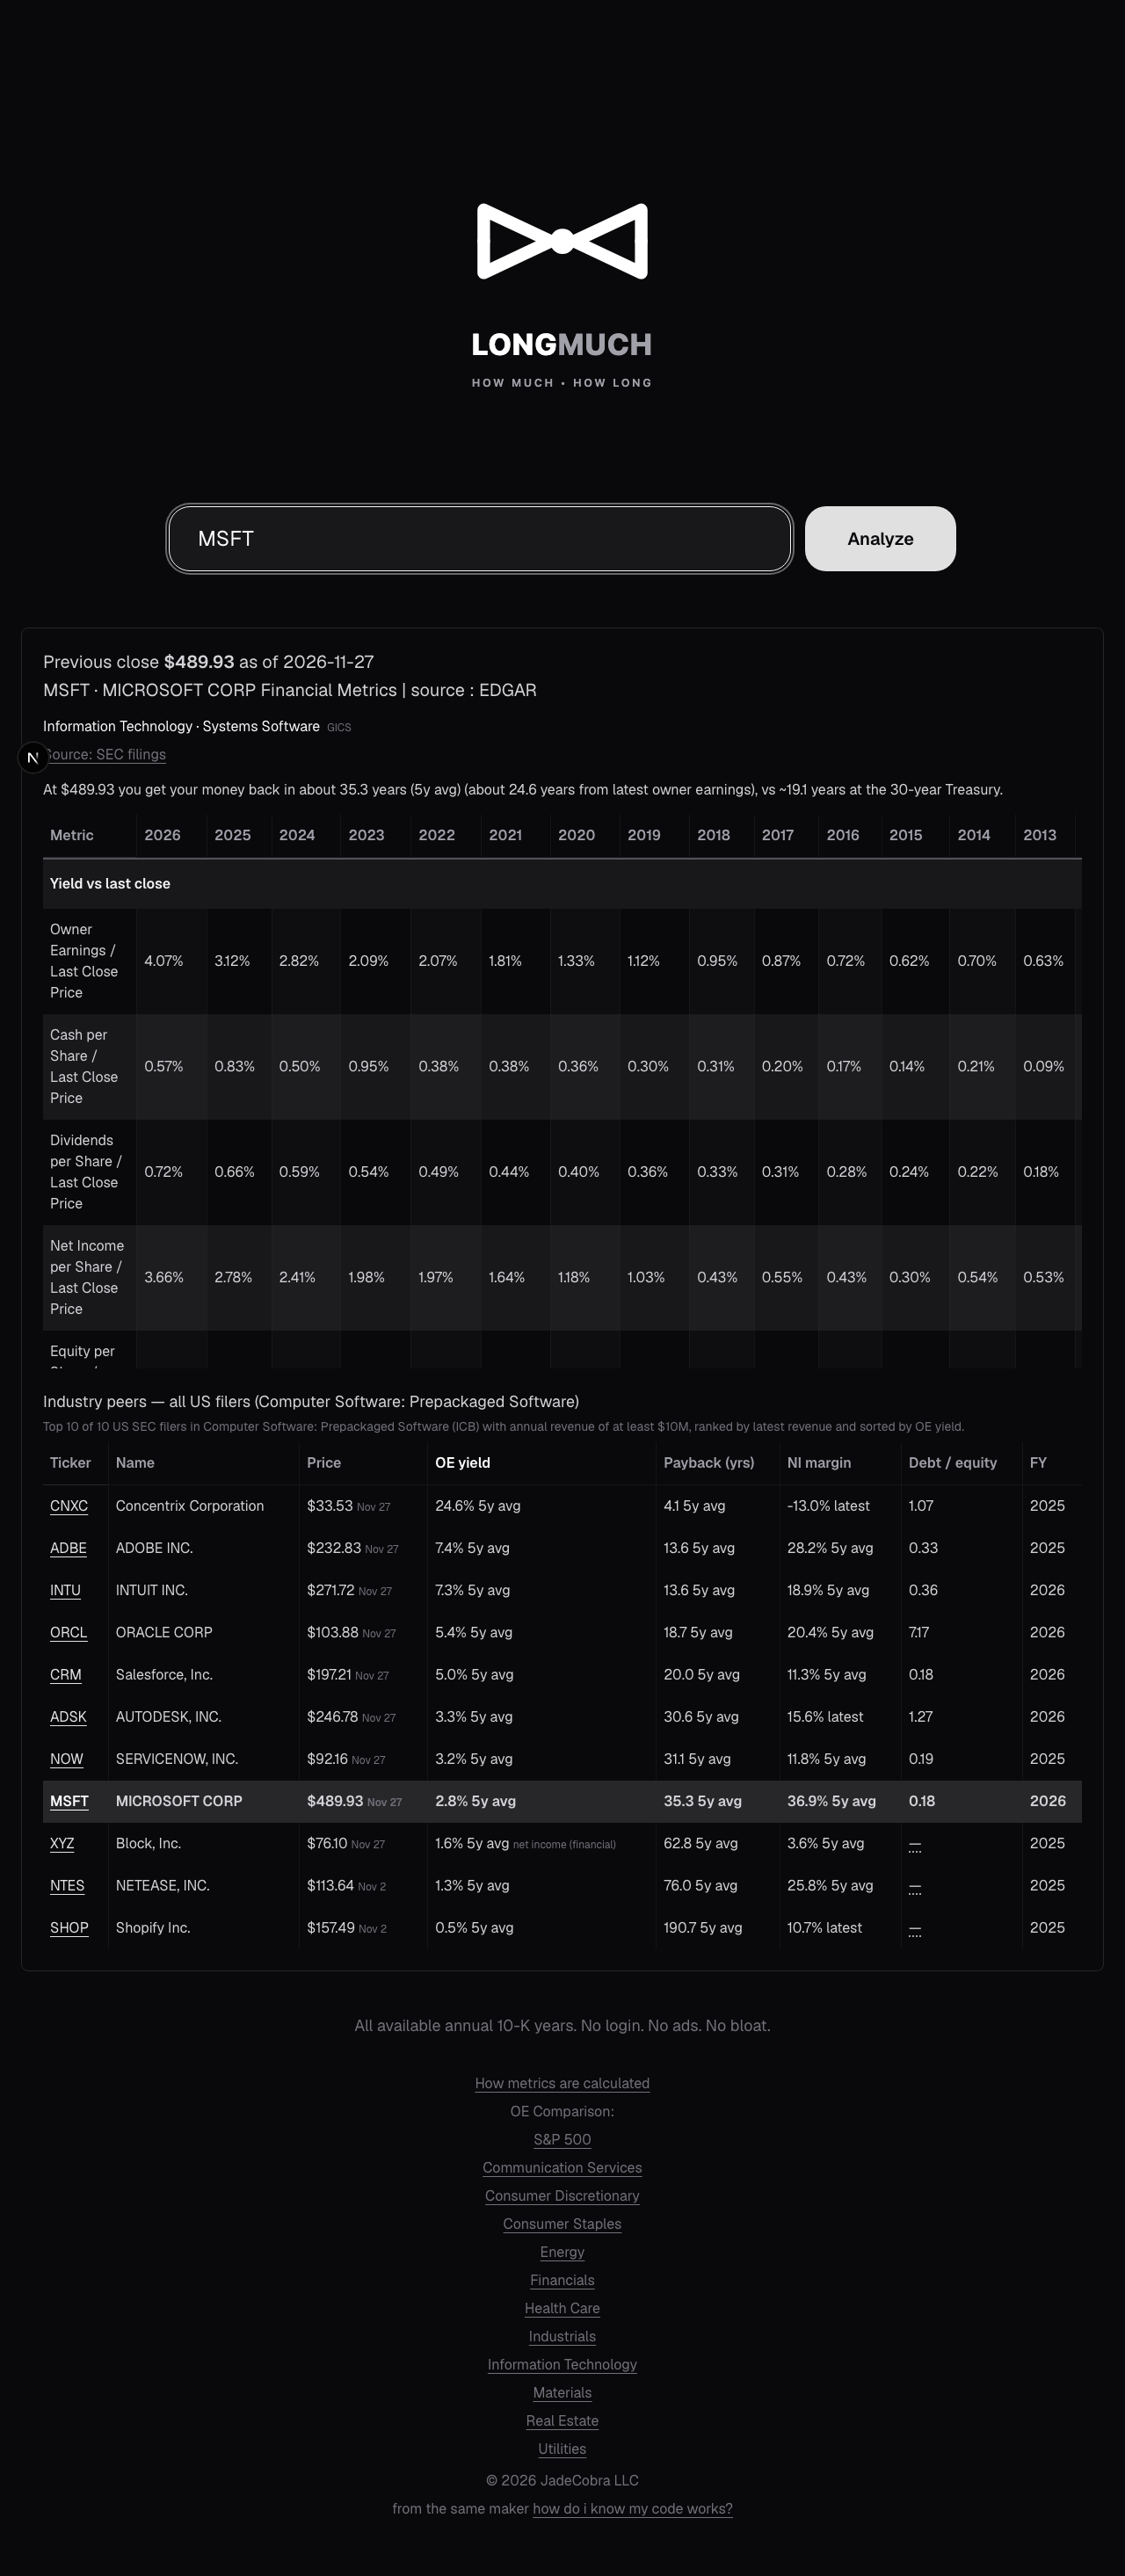 LONGMUCH
HOW MUCH • HOW LONG
MSFT
Analyze
Previous close $489.93 as of 2026-11-27
MSFT · MICROSOFT CORP Financial Metrics | source : EDGAR
Information Technology · Systems Software GICS
Source: SEC filings
N
At $489.93 you get your money back in about 35.3 years (5y avg) (about 24.6 years from latest owner earnings), vs ~19.1 years at the 30-year Treasury.
Metric 2026 2025 2024 2023 2022 2021 2020 2019 2018 2017 2016 2015 2014 2013
Yield vs last close
Owner
Earnings /
Last Close
Price
4.07% 3.12% 2.82% 2.09% 2.07% 1.81% 1.33% 1.12% 0.95% 0.87% 0.72% 0.62% 0.70% 0.63%
Cash per
Share /
Last Close
Price
0.57% 0.83% 0.50% 0.95% 0.38% 0.38% 0.36% 0.30% 0.31% 0.20% 0.17% 0.14% 0.21% 0.09%
Dividends
per Share /
Last Close
Price
0.72% 0.66% 0.59% 0.54% 0.49% 0.44% 0.40% 0.36% 0.33% 0.31% 0.28% 0.24% 0.22% 0.18%
Net Income
per Share /
Last Close
Price
3.66% 2.78% 2.41% 1.98% 1.97% 1.64% 1.18% 1.03% 0.43% 0.55% 0.43% 0.30% 0.54% 0.53%
Equity per
Industry peers — all US filers (Computer Software: Prepackaged Software)
Top 10 of 10 US SEC filers in Computer Software: Prepackaged Software (ICB) with annual revenue of at least $10M, ranked by latest revenue and sorted by OE yield.
Ticker Name Price OE yield Payback (yrs) NI margin Debt / equity FY
CNXC Concentrix Corporation $33.53 Nov 27 24.6% 5y avg 4.1 5y avg -13.0% latest 1.07 2025
ADBE ADOBE INC. $232.83 Nov 27 7.4% 5y avg 13.6 5y avg 28.2% 5y avg 0.33 2025
INTU INTUIT INC. $271.72 Nov 27 7.3% 5y avg 13.6 5y avg 18.9% 5y avg 0.36 2026
ORCL ORACLE CORP $103.88 Nov 27 5.4% 5y avg 18.7 5y avg 20.4% 5y avg 7.17 2026
CRM Salesforce, Inc. $197.21 Nov 27 5.0% 5y avg 20.0 5y avg 11.3% 5y avg 0.18 2026
ADSK AUTODESK, INC. $246.78 Nov 27 3.3% 5y avg 30.6 5y avg 15.6% latest 1.27 2026
NOW SERVICENOW, INC. $92.16 Nov 27 3.2% 5y avg 31.1 5y avg 11.8% 5y avg 0.19 2025
MSFT MICROSOFT CORP $489.93 Nov 27 2.8% 5y avg 35.3 5y avg 36.9% 5y avg 0.18 2026
XYZ Block, Inc. $76.10 Nov 27 1.6% 5y avg net income (financial) 62.8 5y avg 3.6% 5y avg — 2025
NTES NETEASE, INC. $113.64 Nov 2 1.3% 5y avg 76.0 5y avg 25.8% 5y avg — 2025
SHOP Shopify Inc. $157.49 Nov 2 0.5% 5y avg 190.7 5y avg 10.7% latest — 2025
All available annual 10-K years. No login. No ads. No bloat.
How metrics are calculated
OE Comparison:
S&P 500
Communication Services
Consumer Discretionary
Consumer Staples
Energy
Financials
Health Care
Industrials
Information Technology
Materials
Real Estate
Utilities
© 2026 JadeCobra LLC
from the same maker how do i know my code works?